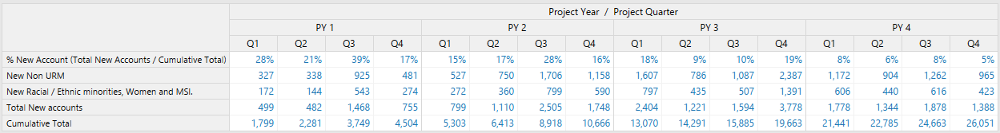 Project Year / Project Quarter
PY 1 PY 2 PY 3 PY 4
Q1 Q2 Q3 Q4 Q1 Q2 Q3 Q4 Q1 Q2 Q3 Q4 Q1 Q2 Q3 Q4
% New Account (Total New Accounts / Cumulative Total) 28% 21% 39% 17% 15% 17% 28% 16% 18% 9% 10% 19% 8% 6% 8% 5%
New Non URM 327 338 925 481 527 750 1,706 1,158 1,607 786 1,087 2,387 1,172 904 1,262 965
New Racial / Ethnic minorities, Women and MSI. 172 144 543 274 272 360 799 590 797 435 507 1,391 606 440 616 423
Total New accounts 499 482 1,468 755 799 1,110 2,505 1,748 2,404 1,221 1,594 3,778 1,778 1,344 1,878 1,388
Cumulative Total 1,799 2,281 3,749 4,504 5,303 6,413 8,918 10,666 13,070 14,291 15,885 19,663 21,441 22,785 24,663 26,051